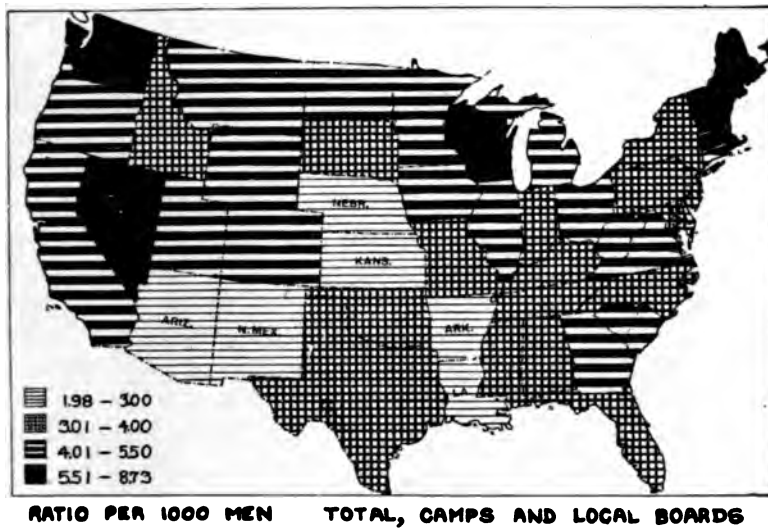 NEBR.
KANS.
ARIZ. N.MEX. ARK.
LA
1.98 – 3.00
3.01 – 4.00
4.01 – 5.50
5.51 – 8.73
RATIO PER 1000 MEN TOTAL, CAMPS AND LOCAL BOARDS